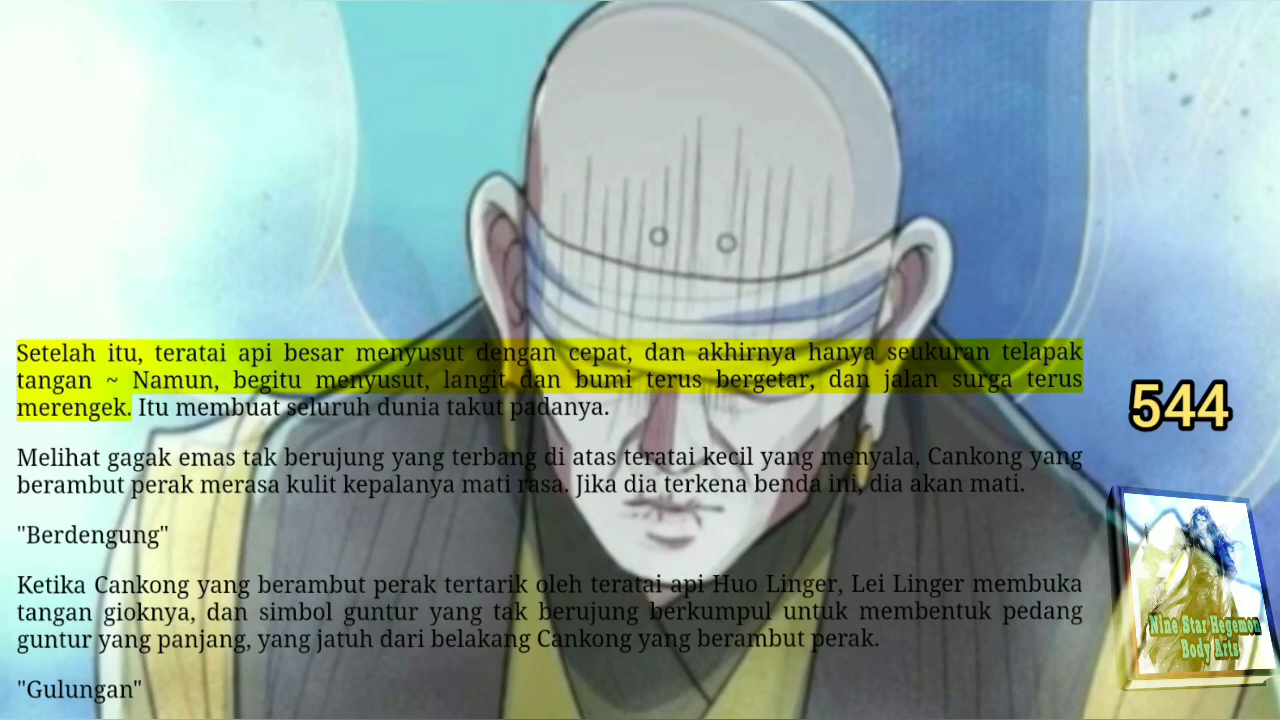 Setelah itu, teratai api besar menyusut dengan cepat, dan akhirnya hanya seukuran telapak
tangan ~ Namun, begitu menyusut, langit dan bumi terus bergetar, dan jalan surga terus
merengek. Itu membuat seluruh dunia takut padanya.
Melihat gagak emas tak berujung yang terbang di atas teratai kecil yang menyala, Cankong yang
berambut perak merasa kulit kepalanya mati rasa. Jika dia terkena benda ini, dia akan mati.
"Berdengung"
Ketika Cankong yang berambut perak tertarik oleh teratai api Huo Linger, Lei Linger membuka
tangan gioknya, dan simbol guntur yang tak berujung berkumpul untuk membentuk pedang
guntur yang panjang, yang jatuh dari belakang Cankong yang berambut perak.
"Gulungan"
544
Nine Star Hegemon
Body Arts